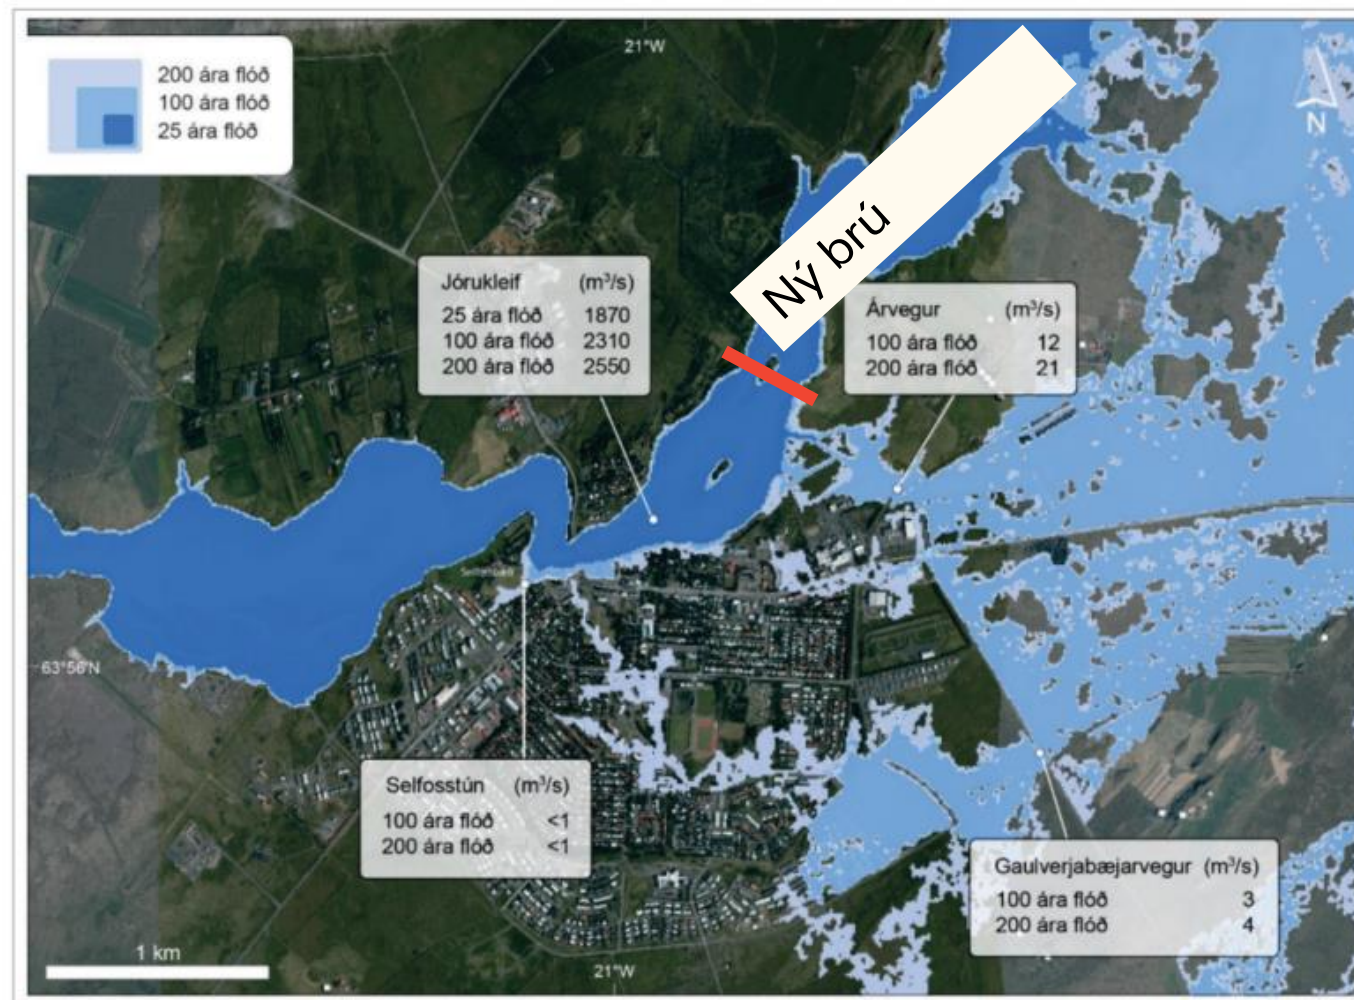 21°W
200 ára flóð
100 ára flóð
25 ára flóð
N
Ný brú
Jórukleif (m³/s)
25 ára flóð 1870
100 ára flóð 2310
200 ára flóð 2550
Árvegur (m³/s)
100 ára flóð 12
200 ára flóð 21
63°56'N
Selfosstún (m³/s)
100 ára flóð <1
200 ára flóð <1
Gaulverjabæjarvegur (m³/s)
100 ára flóð 3
200 ára flóð 4
1 km
21°W